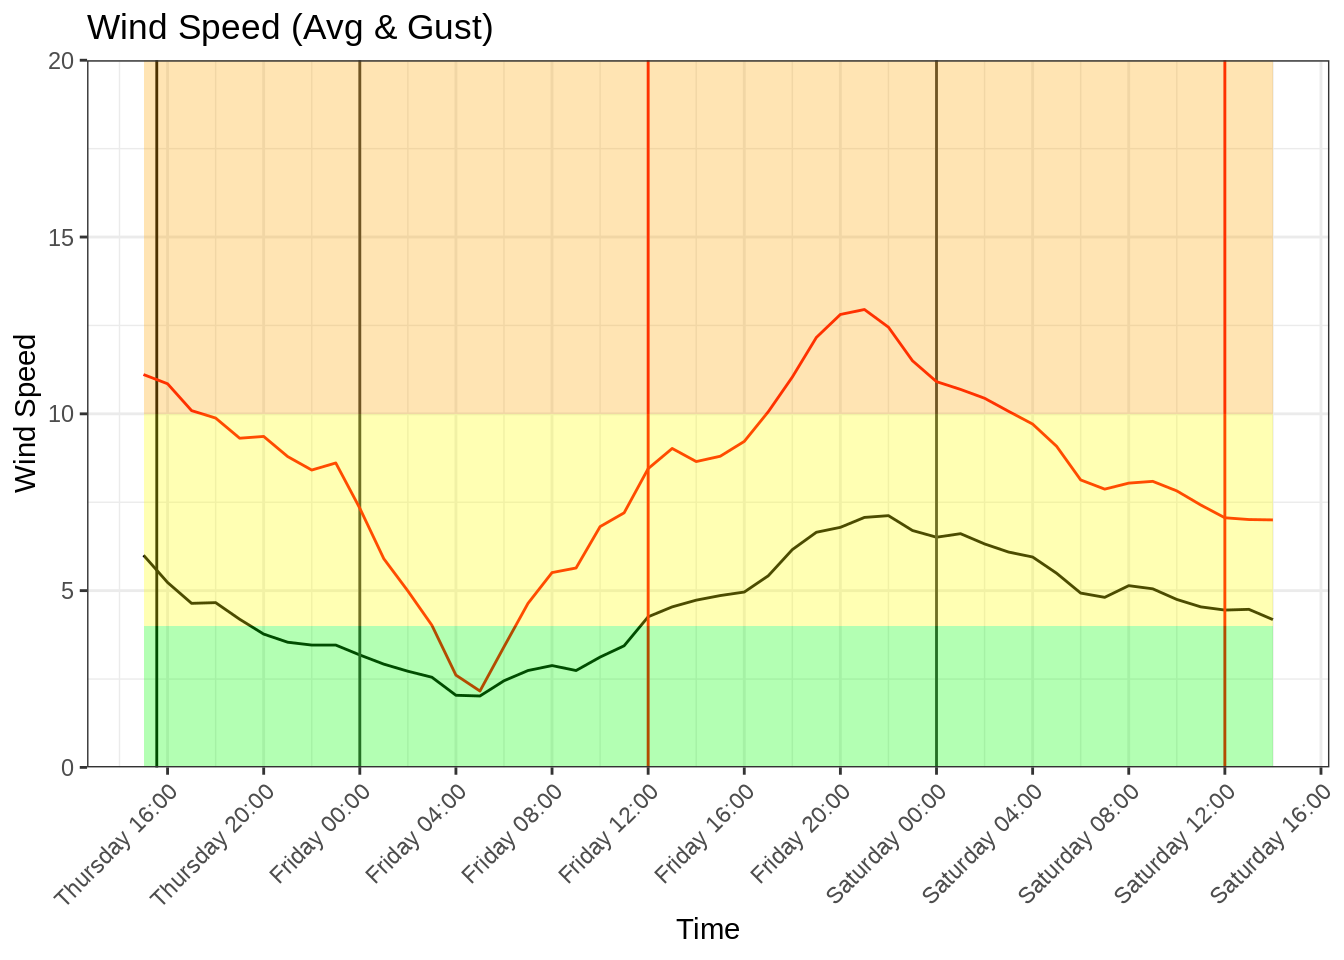 Wind Speed (Avg & Gust)
Wind Speed
20
15
10
5
0
Thursday 16:00
Thursday 20:00
Friday 00:00
Friday 04:00
Friday 08:00
Friday 12:00
Friday 16:00
Friday 20:00
Saturday 00:00
Saturday 04:00
Saturday 08:00
Saturday 12:00
Saturday 16:00
Time